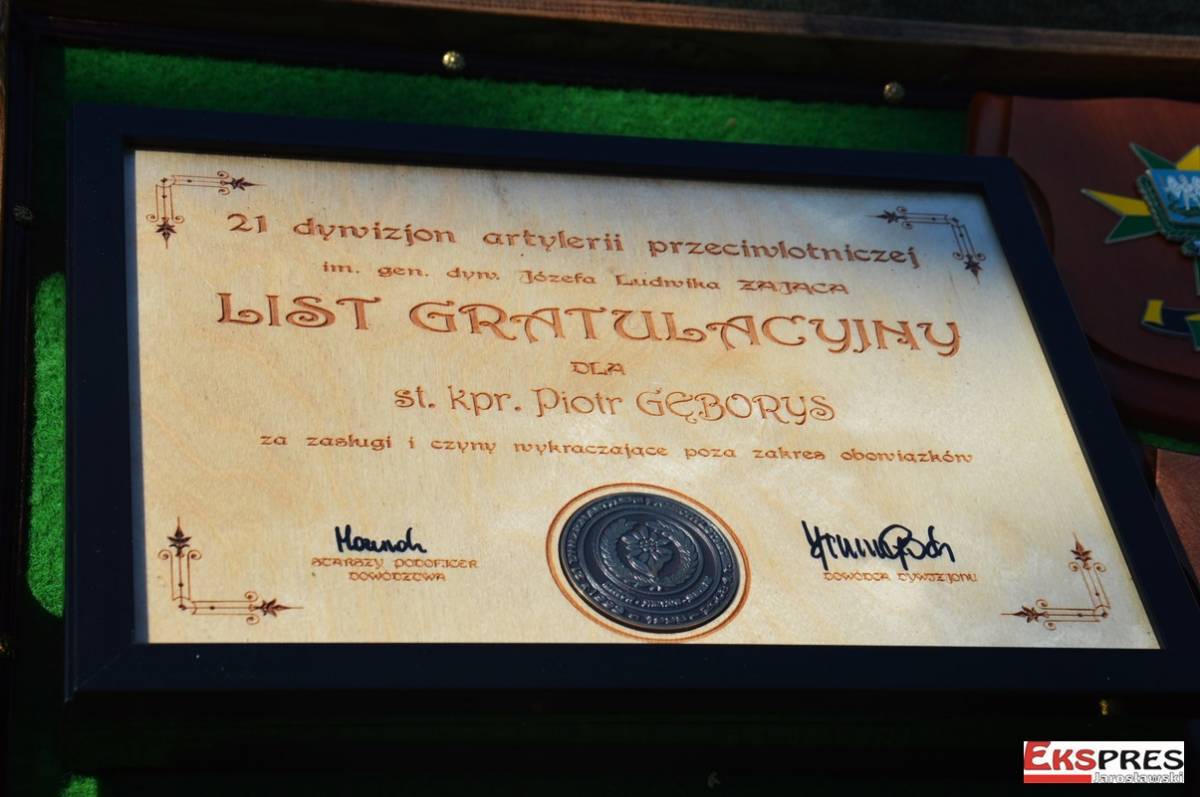 21 dywizjon artylerii przeciwlotniczej
im. gen. dyw. Józefa Ludwika ZAJĄCA
LIST GRATULACYJNY
DLA
st. kpr. Piotr GĘBORYS
za zasługi i czyny wykraczające poza zakres obowiązków
STARSZY PODOFICER
DOWÓDZTWA
DOWÓDCA DYWIZJONU
EKSPRES
Jarosławski